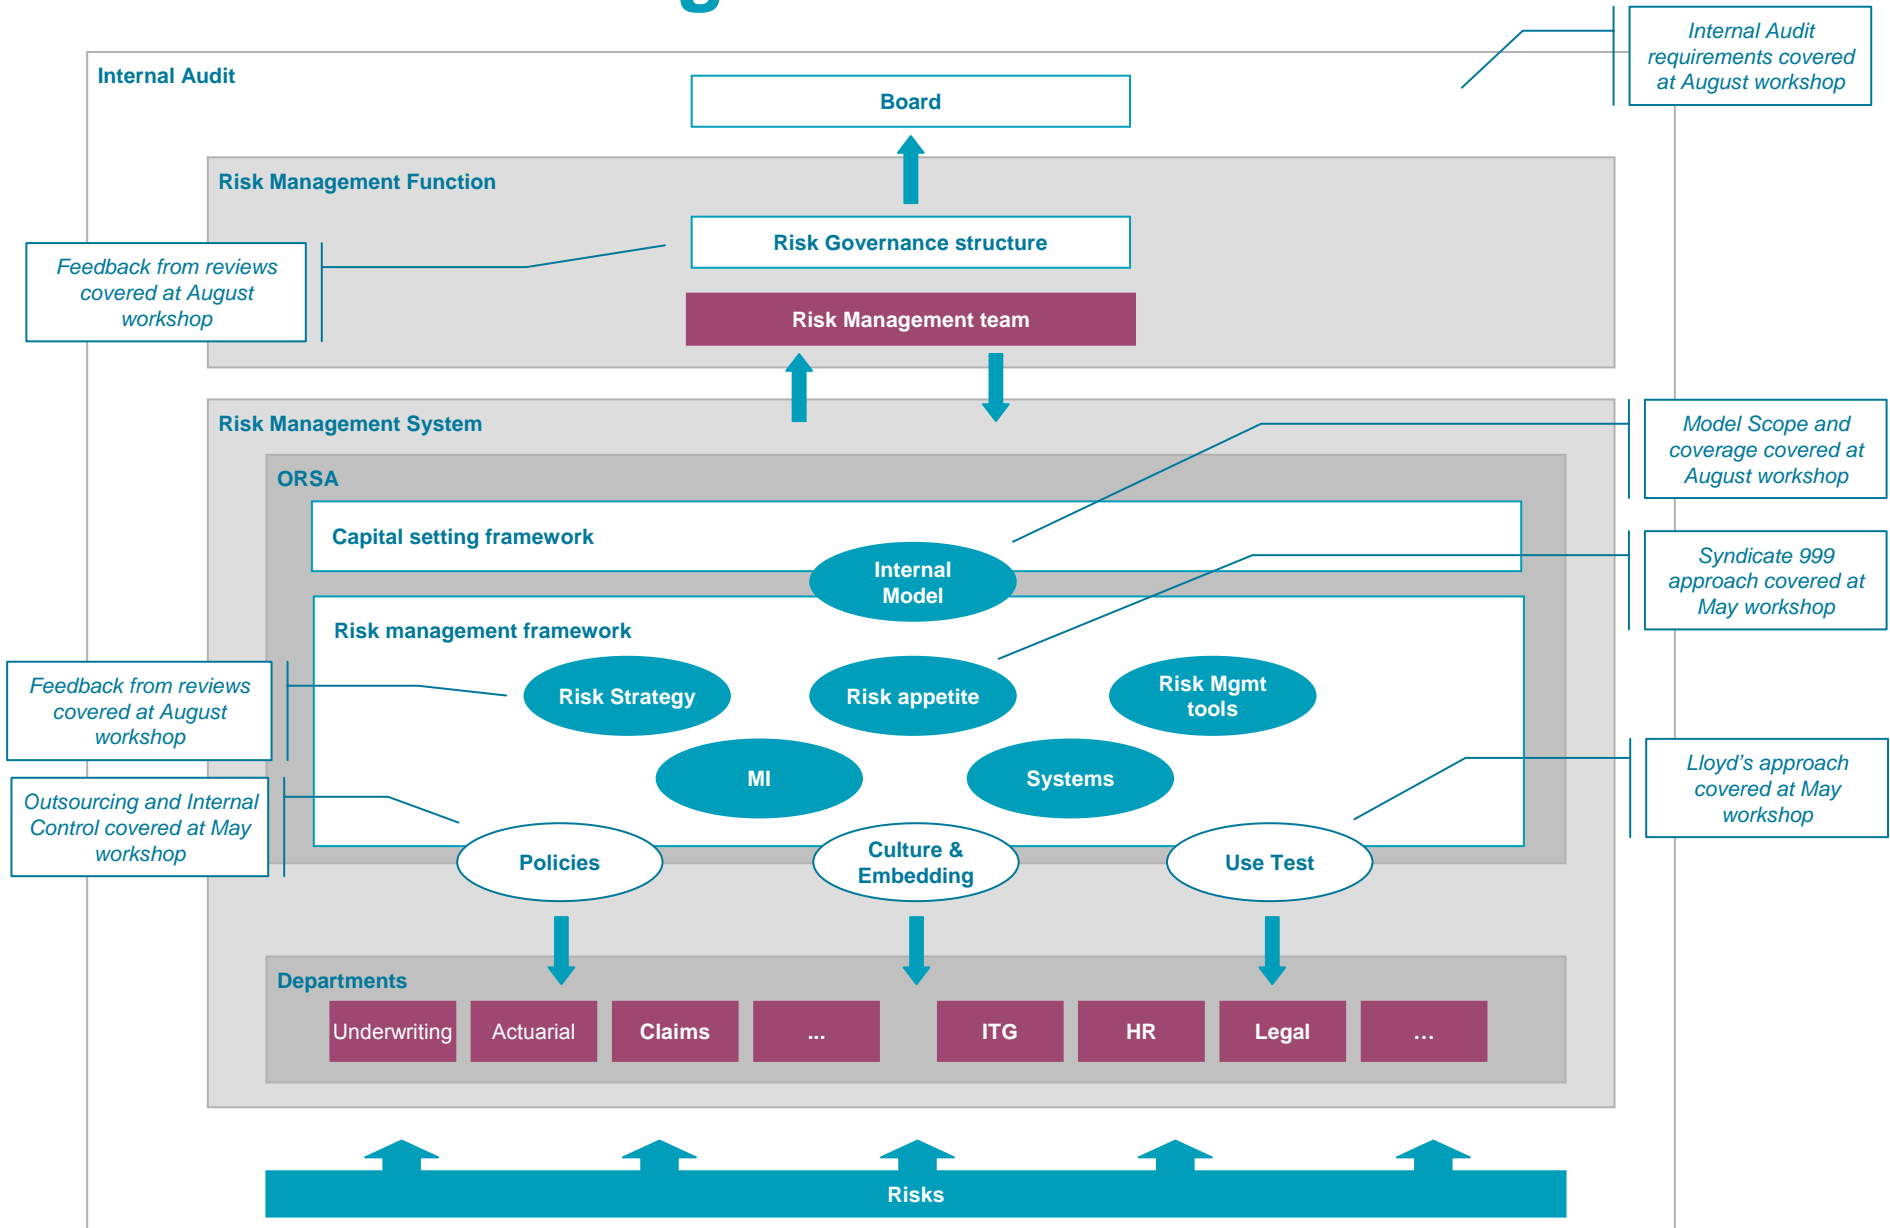 Internal Audit
requirements covered
at August workshop
Internal Audit
Board
Risk Management Function
Risk Governance structure
Feedback from reviews
covered at August
workshop
Risk Management team
Risk Management System
Model Scope and
coverage covered at
August workshop
ORSA
Capital setting framework
Internal
Model
Syndicate 999
approach covered at
May workshop
Risk management framework
Feedback from reviews
covered at August
workshop
Risk Strategy
Risk appetite
Risk Mgmt
tools
MI
Systems
Lloyd's approach
covered at May
workshop
Outsourcing and Internal
Control covered at May
workshop
Policies
Culture &
Embedding
Use Test
Departments
Underwriting
Actuarial
Claims
...
ITG
HR
Legal
…
Risks